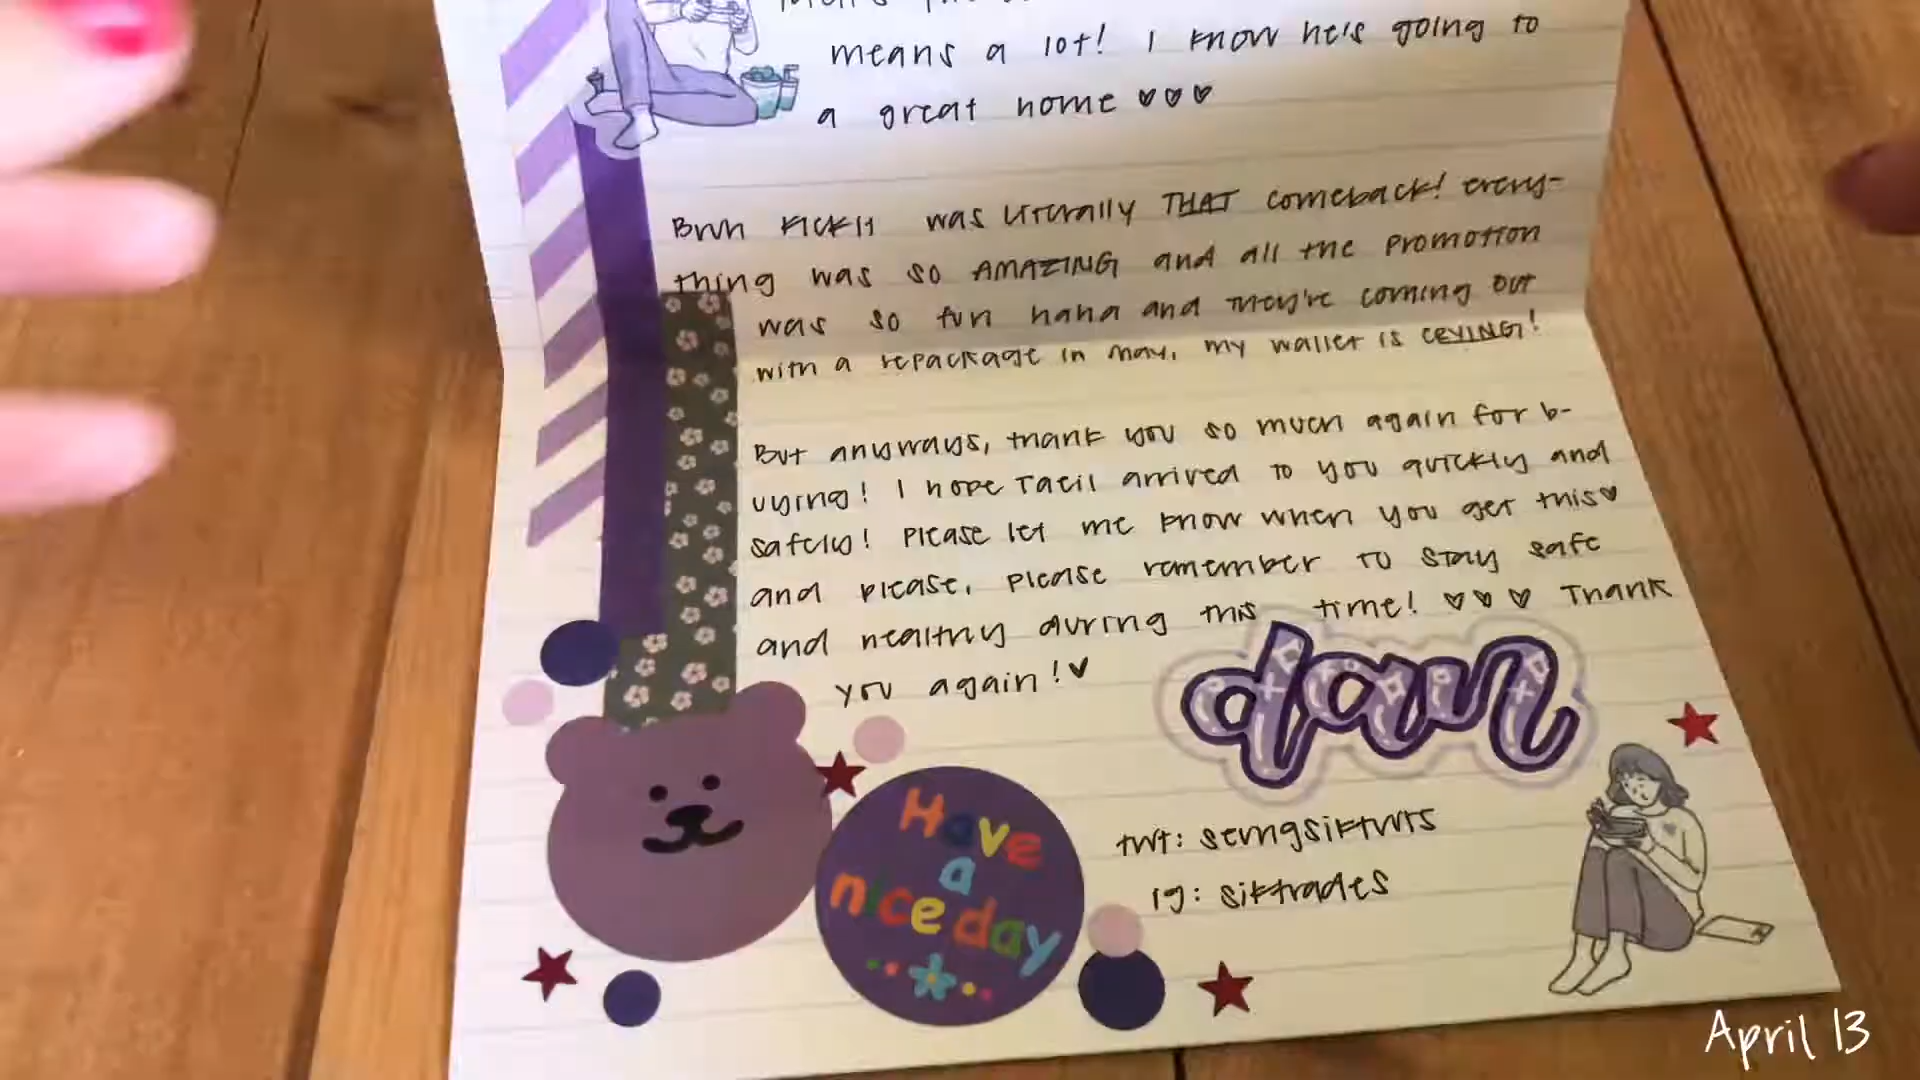 means a lot! I know he's going to
a great home ♡♡♡
Bruh KICKIt was literally THAT comeback! every-
thing was so AMAZING and all the promotion
was so fun haha and they're coming out
with a repackage in may, my wallet is CRYING!
But anyways, thank you so much again for b-
uying! I hope Taeil arrived to you quickly and
safely! Please let me know when you get this♥
and please, please remember to stay safe
and healthy during this time! ♡♡♡ Thank
you again!♥
dan
twt: seungsiktwts
ig: siktrades
Have
a
nice day
April 13